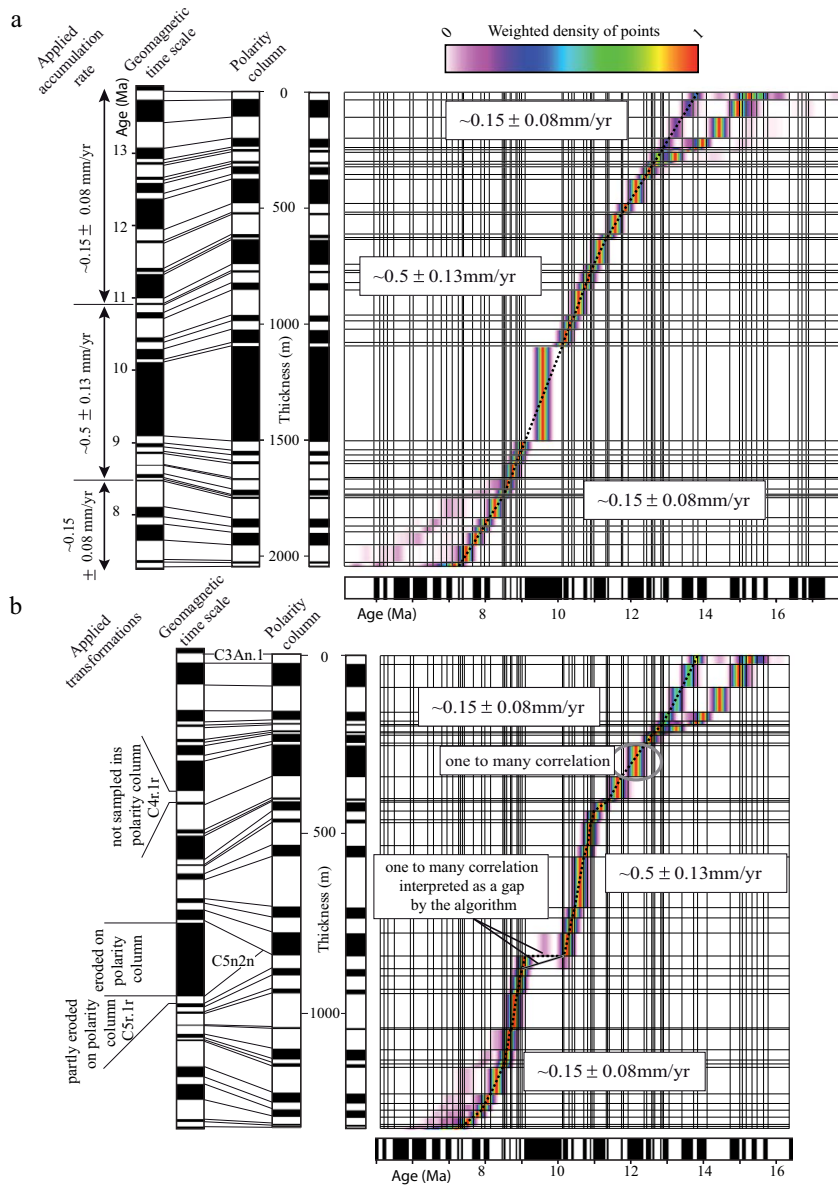 a
Applied
accumulation
rate
Geomagnetic
time scale
Polarity
column
Weighted density of points
0
1
Age (Ma)
13
12
11
10
9
8
~0.15 ± 0.08 mm/yr
~0.5 ± 0.13 mm/yr
~0.15
± 0.08 mm/yr
0
500
1000
1500
2000
Thickness (m)
~0.15 ± 0.08mm/yr
~0.5 ± 0.13mm/yr
~0.15 ± 0.08mm/yr
8
10
12
14
16
Age (Ma)
b
Applied
transformations
Geomagnetic
time scale
Polarity
column
C3An.1
not sampled ins
polarity column
C4r.1r
eroded on
polarity
column
C5n2n
partly eroded
on polarity
column
C5r.1r
0
500
1000
Thickness (m)
~0.15 ± 0.08mm/yr
one to many correlation
~0.5 ± 0.13mm/yr
one to many correlation
interpreted as a gap
by the algorithm
~0.15 ± 0.08mm/yr
8
10
12
14
16
Age (Ma)